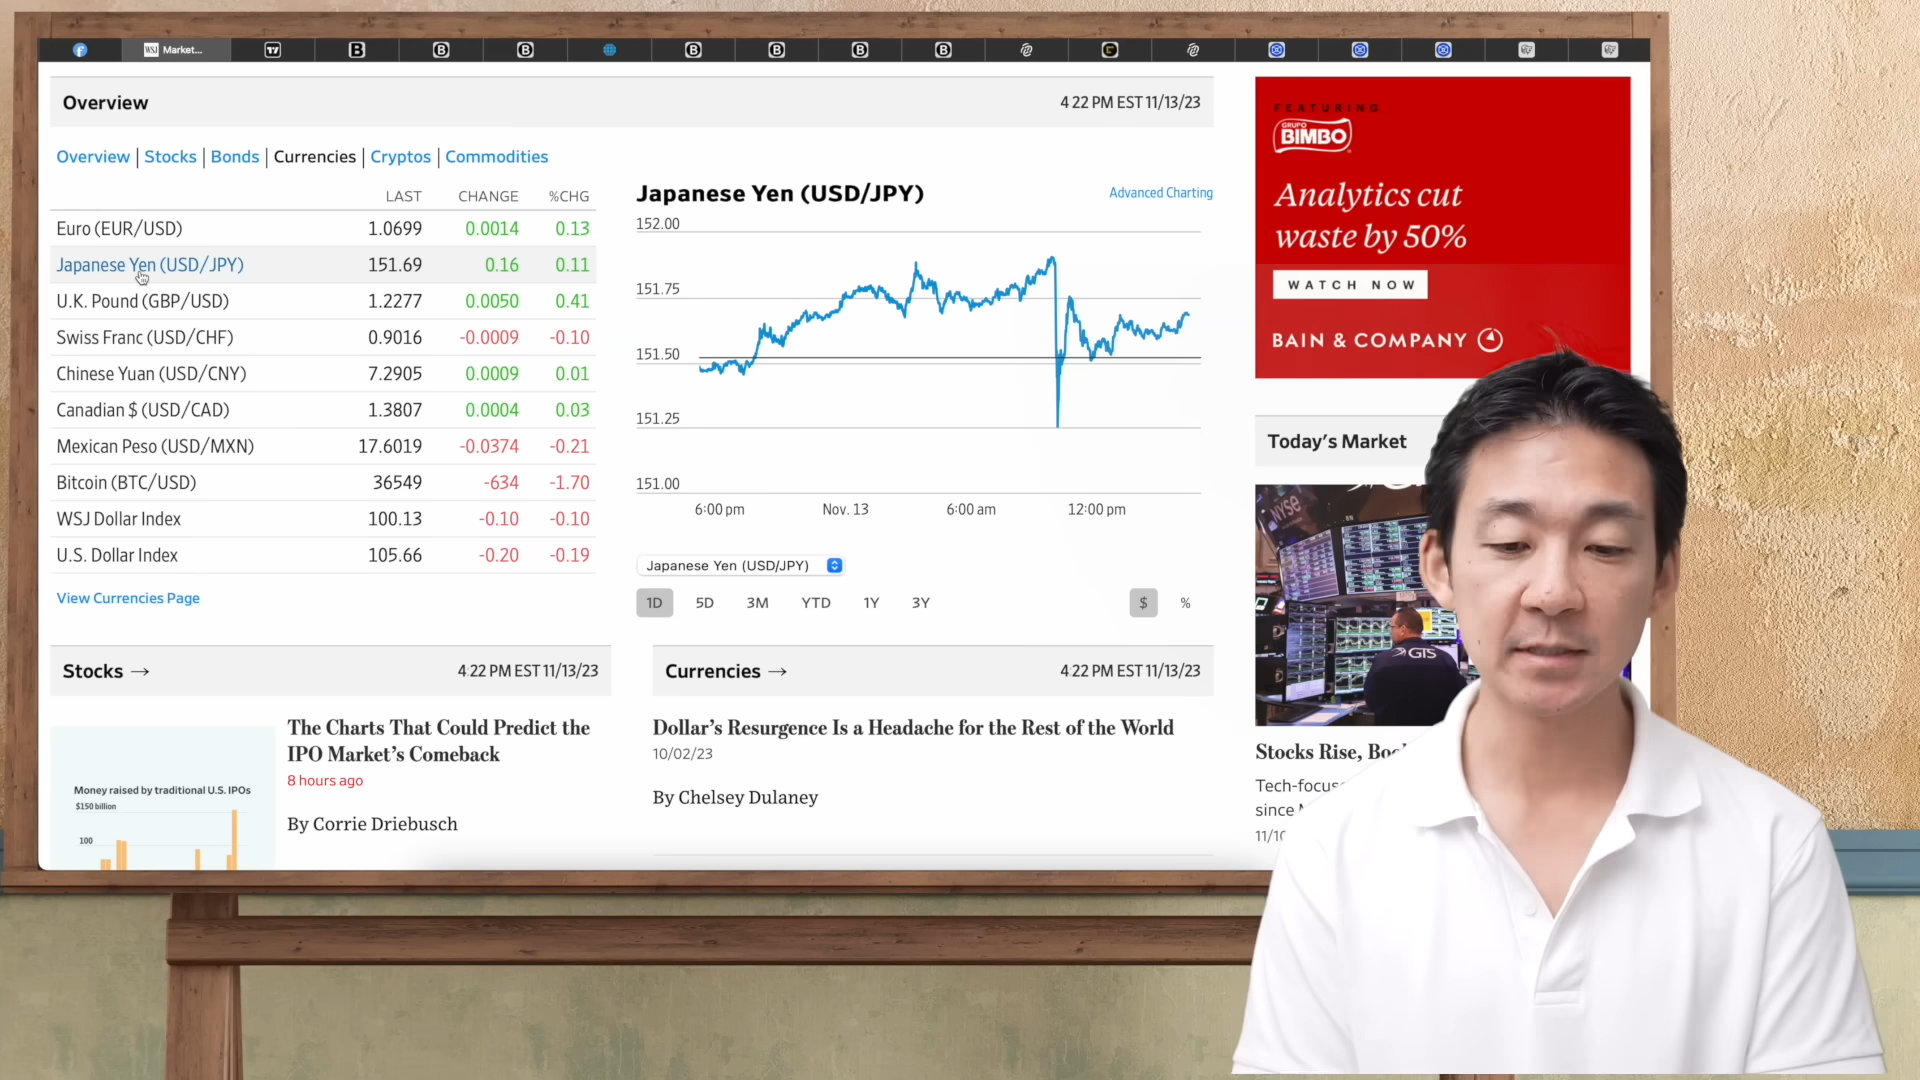 WSJ Market...
Overview
4 22 PM EST 11/13/23
Overview | Stocks | Bonds | Currencies | Cryptos | Commodities
LAST CHANGE %CHG
Euro (EUR/USD) 1.0699 0.0014 0.13
Japanese Yen (USD/JPY) 151.69 0.16 0.11
U.K. Pound (GBP/USD) 1.2277 0.0050 0.41
Swiss Franc (USD/CHF) 0.9016 -0.0009 -0.10
Chinese Yuan (USD/CNY) 7.2905 0.0009 0.01
Canadian $ (USD/CAD) 1.3807 0.0004 0.03
Mexican Peso (USD/MXN) 17.6019 -0.0374 -0.21
Bitcoin (BTC/USD) 36549 -634 -1.70
WSJ Dollar Index 100.13 -0.10 -0.10
U.S. Dollar Index 105.66 -0.20 -0.19
View Currencies Page
Japanese Yen (USD/JPY)
Advanced Charting
152.00
151.75
151.50
151.25
151.00
6:00 pm Nov. 13 6:00 am 12:00 pm
Japanese Yen (USD/JPY)
1D 5D 3M YTD 1Y 3Y $ %
FEATURING
GRUPO
BIMBO
Analytics cut
waste by 50%
WATCH NOW
BAIN & COMPANY
Today's Market
NYSE
GTS
Stocks Rise,
Tech-focus
since
11/10
Stocks →
4 22 PM EST 11/13/23
The Charts That Could Predict the
IPO Market's Comeback
8 hours ago
By Corrie Driebusch
Money raised by traditional U.S. IPOs
$150 billion
100
Currencies →
4 22 PM EST 11/13/23
Dollar's Resurgence Is a Headache for the Rest of the World
10/02/23
By Chelsey Dulaney